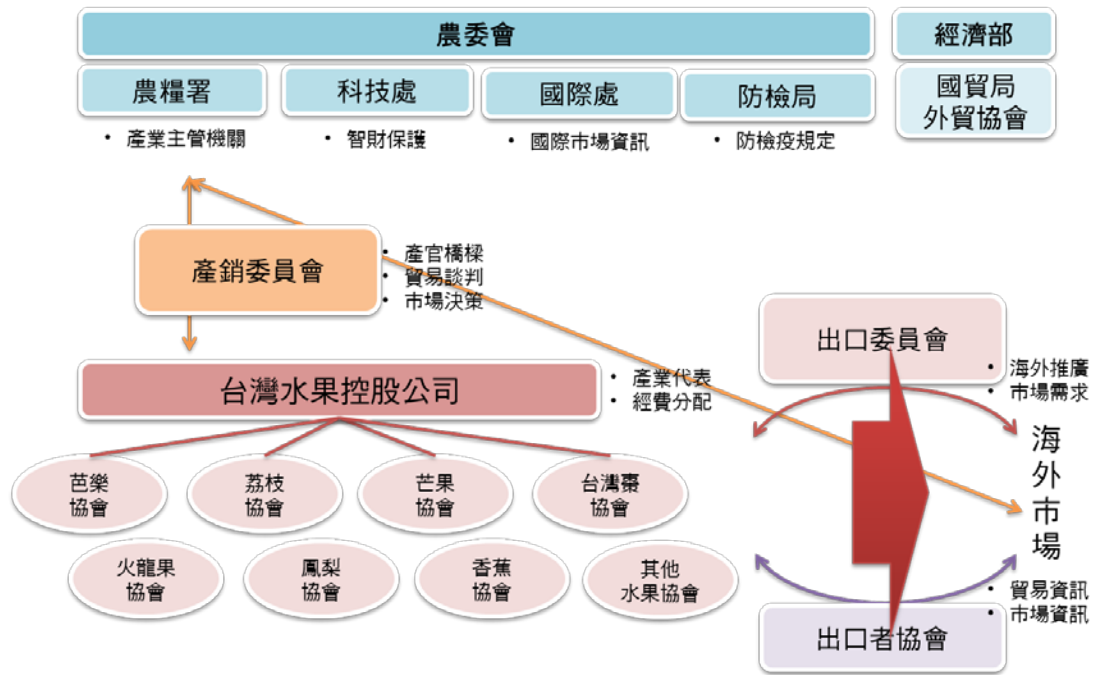 農委會
經濟部
農糧署
科技處
國際處
防檢局
國貿局
外貿協會
• 產業主管機關
• 智財保護
• 國際市場資訊
• 防檢疫規定
產銷委員會
• 產官橋樑
• 貿易談判
• 市場決策
出口委員會
• 海外推廣
• 市場需求
台灣水果控股公司
• 產業代表
• 經費分配
芭樂
協會
荔枝
協會
芒果
協會
台灣棗
協會
火龍果
協會
鳳梨
協會
香蕉
協會
其他
水果協會
海外市場
• 貿易資訊
• 市場資訊
出口者協會